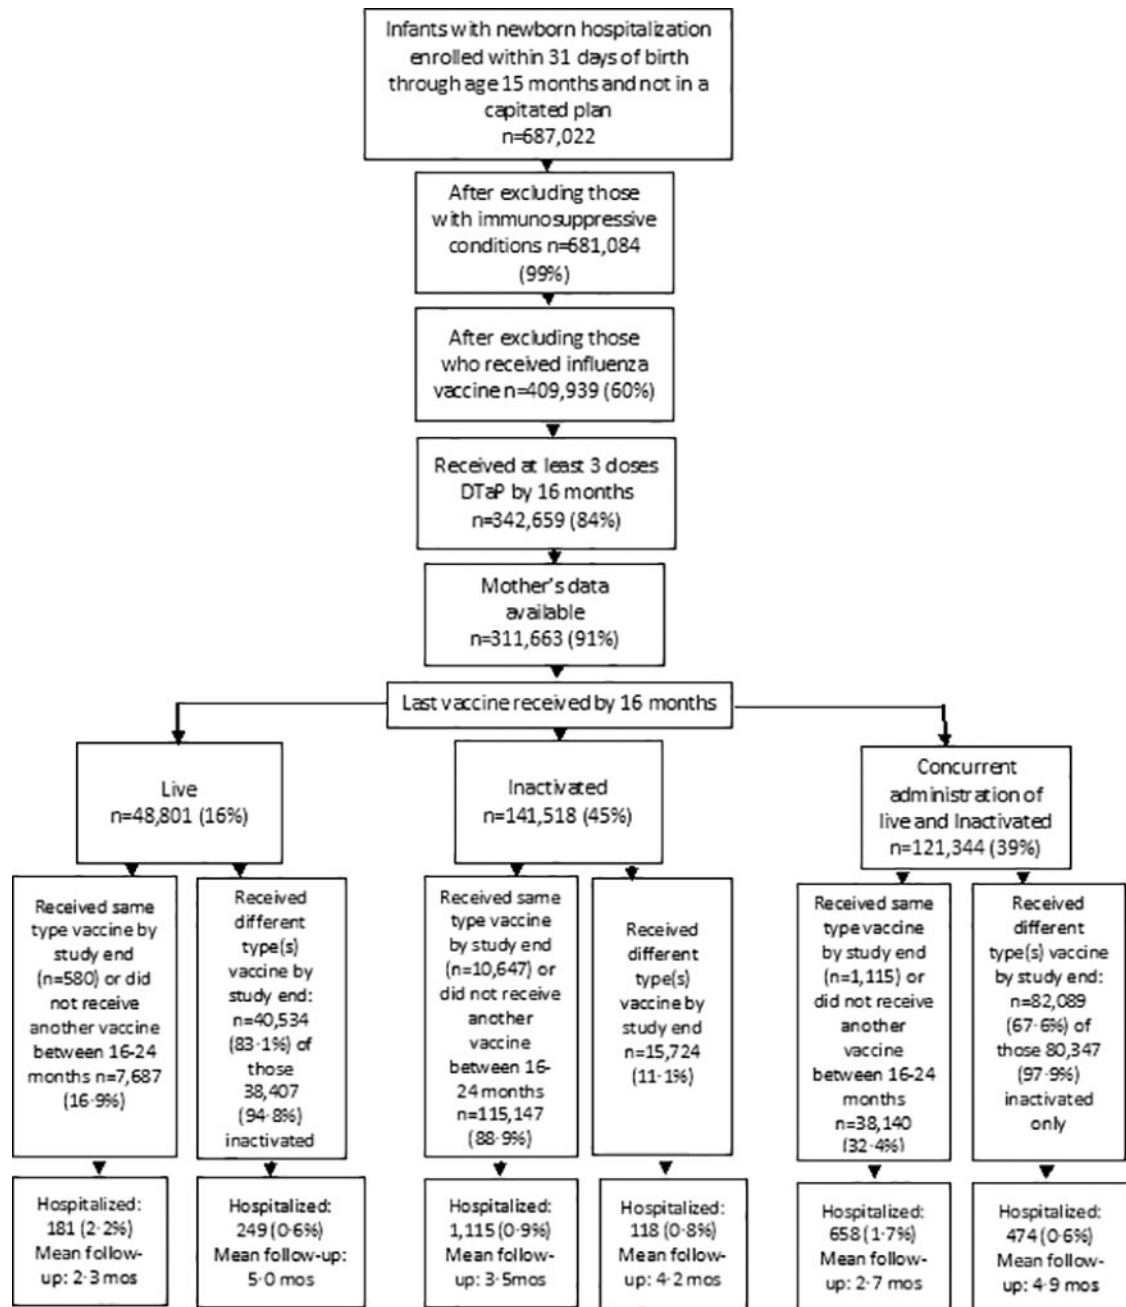 Infants with newborn hospitalization
enrolled within 31 days of birth
through age 15 months and not in a
capitated plan
n=687,022
After excluding those
with immunosuppressive
conditions n=681,084
(99%)
After excluding those
who received influenza
vaccine n=409,939 (60%)
Received at least 3 doses
DTaP by 16 months
n=342,659 (84%)
Mother's data
available
n=311,663 (91%)
Last vaccine received by 16 months
Live
n=48,801 (16%)
Inactivated
n=141,518 (45%)
Concurrent
administration of
live and Inactivated
n=121,344 (39%)
Received same
type vaccine by
study end
(n=580) or did
not receive
another vaccine
between 16-24
months n=7,687
(16·9%)
Received
different
type(s)
vaccine by
study end:
n=40,534
(83·1%) of
those
38,407
(94·8%)
inactivated
Received same
type vaccine
by study end
(n=10,647) or
did not receive
another
vaccine
between 16-
24 months
n=115,147
(88·9%)
Received
different
type(s)
vaccine by
study end
n=15,724
(11·1%)
Received same
type vaccine
by study end
(n=1,115) or
did not receive
another
vaccine
between 16-24
months
n=38,140
(32·4%)
Received
different
type(s) vaccine
by study end:
n=82,089
(67·6%) of
those 80,347
(97·9%)
inactivated
only
Hospitalized:
181 (2·2%)
Mean follow-
up: 2·3 mos
Hospitalized:
249 (0·6%)
Mean follow-up:
5·0 mos
Hospitalized:
1,115 (0·9%)
Mean follow-
up: 3·5mos
Hospitalized:
118 (0·8%)
Mean follow-
up: 4·2 mos
Hospitalized:
658 (1·7%)
Mean follow-
up: 2·7 mos
Hospitalized:
474 (0·6%)
Mean follow-
up: 4·9 mos